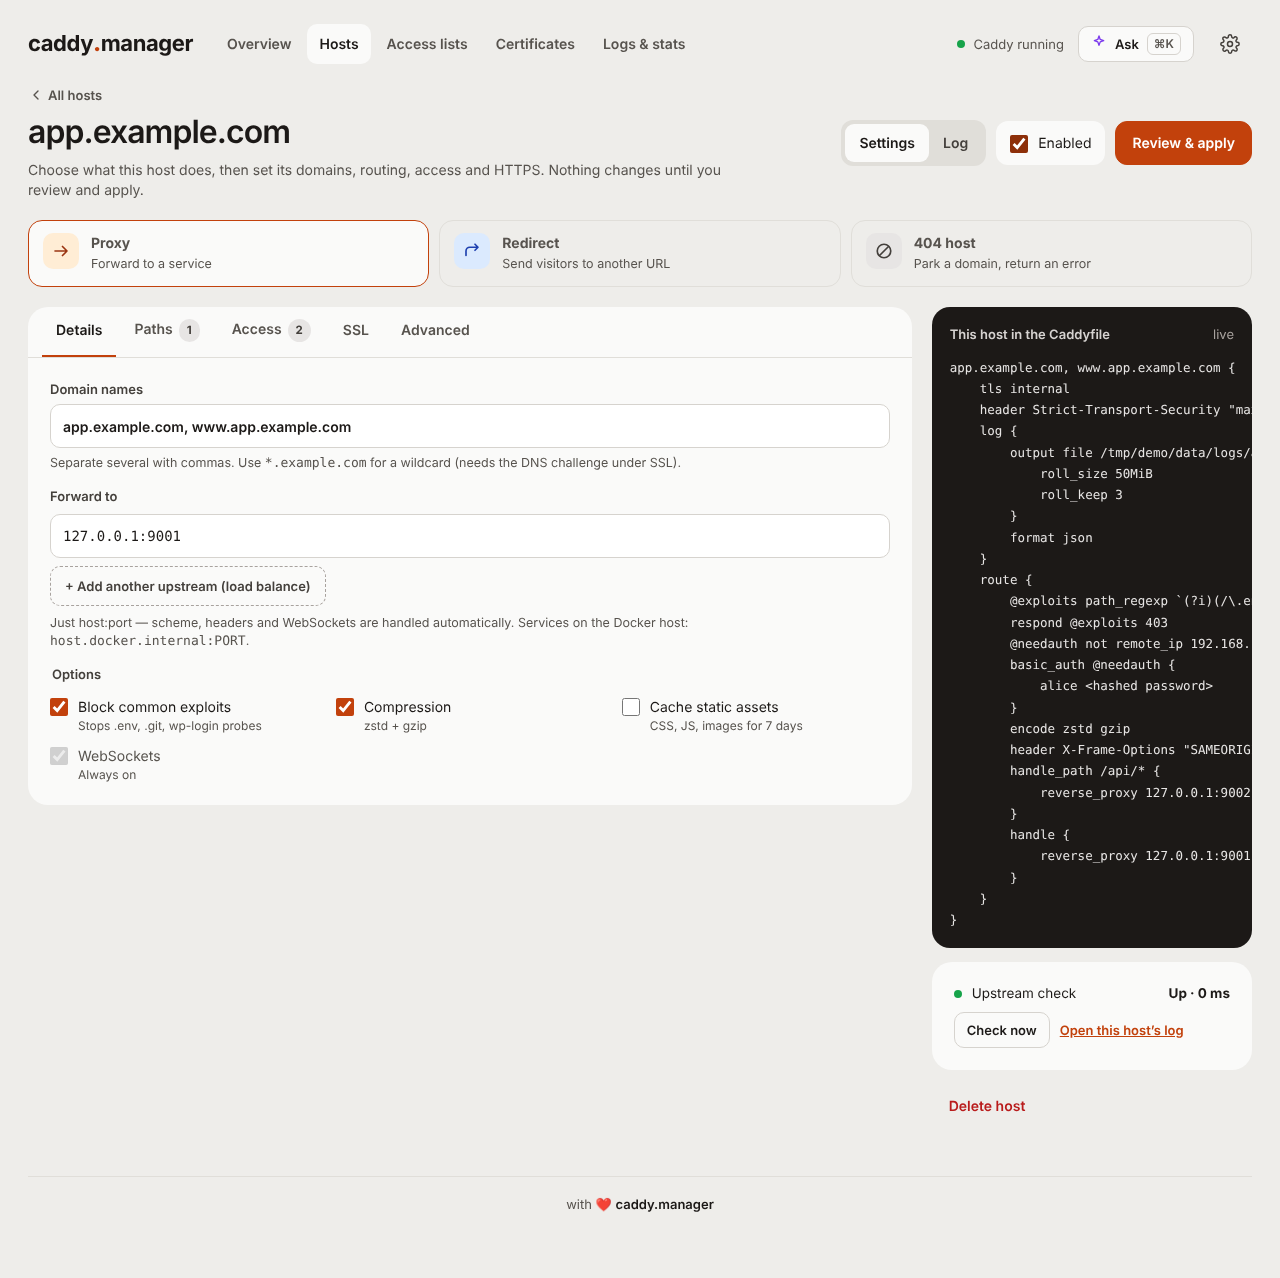 caddy.manager
Overview
Hosts
Access lists
Certificates
Logs & stats
Caddy running
Ask
⌘K
All hosts
app.example.com
Choose what this host does, then set its domains, routing, access and HTTPS. Nothing changes until you
review and apply.
Settings
Log
Enabled
Review & apply
Proxy
Forward to a service
Redirect
Send visitors to another URL
404 host
Park a domain, return an error
Details
Paths 1
Access 2
SSL
Advanced
Domain names
app.example.com, www.app.example.com
Separate several with commas. Use *.example.com for a wildcard (needs the DNS challenge under SSL).
Forward to
127.0.0.1:9001
+ Add another upstream (load balance)
Just host:port — scheme, headers and WebSockets are handled automatically. Services on the Docker host:
host.docker.internal:PORT.
Options
Block common exploits
Stops .env, .git, wp-login probes
Compression
zstd + gzip
Cache static assets
CSS, JS, images for 7 days
WebSockets
Always on
This host in the Caddyfile
live
app.example.com, www.app.example.com {
    tls internal
    header Strict-Transport-Security "ma
    log {
        output file /tmp/demo/data/logs/
            roll_size 50MiB
            roll_keep 3
        }
        format json
    }
    route {
        @exploits path_regexp `(?i)(/\.e
        respond @exploits 403
        @needauth not remote_ip 192.168.
        basic_auth @needauth {
            alice <hashed password>
        }
        encode zstd gzip
        header X-Frame-Options "SAMEORIG
        handle_path /api/* {
            reverse_proxy 127.0.0.1:9002
        }
        handle {
            reverse_proxy 127.0.0.1:9001
        }
    }
}
Upstream check
Up · 0 ms
Check now
Open this host’s log
Delete host
with ❤️ caddy.manager